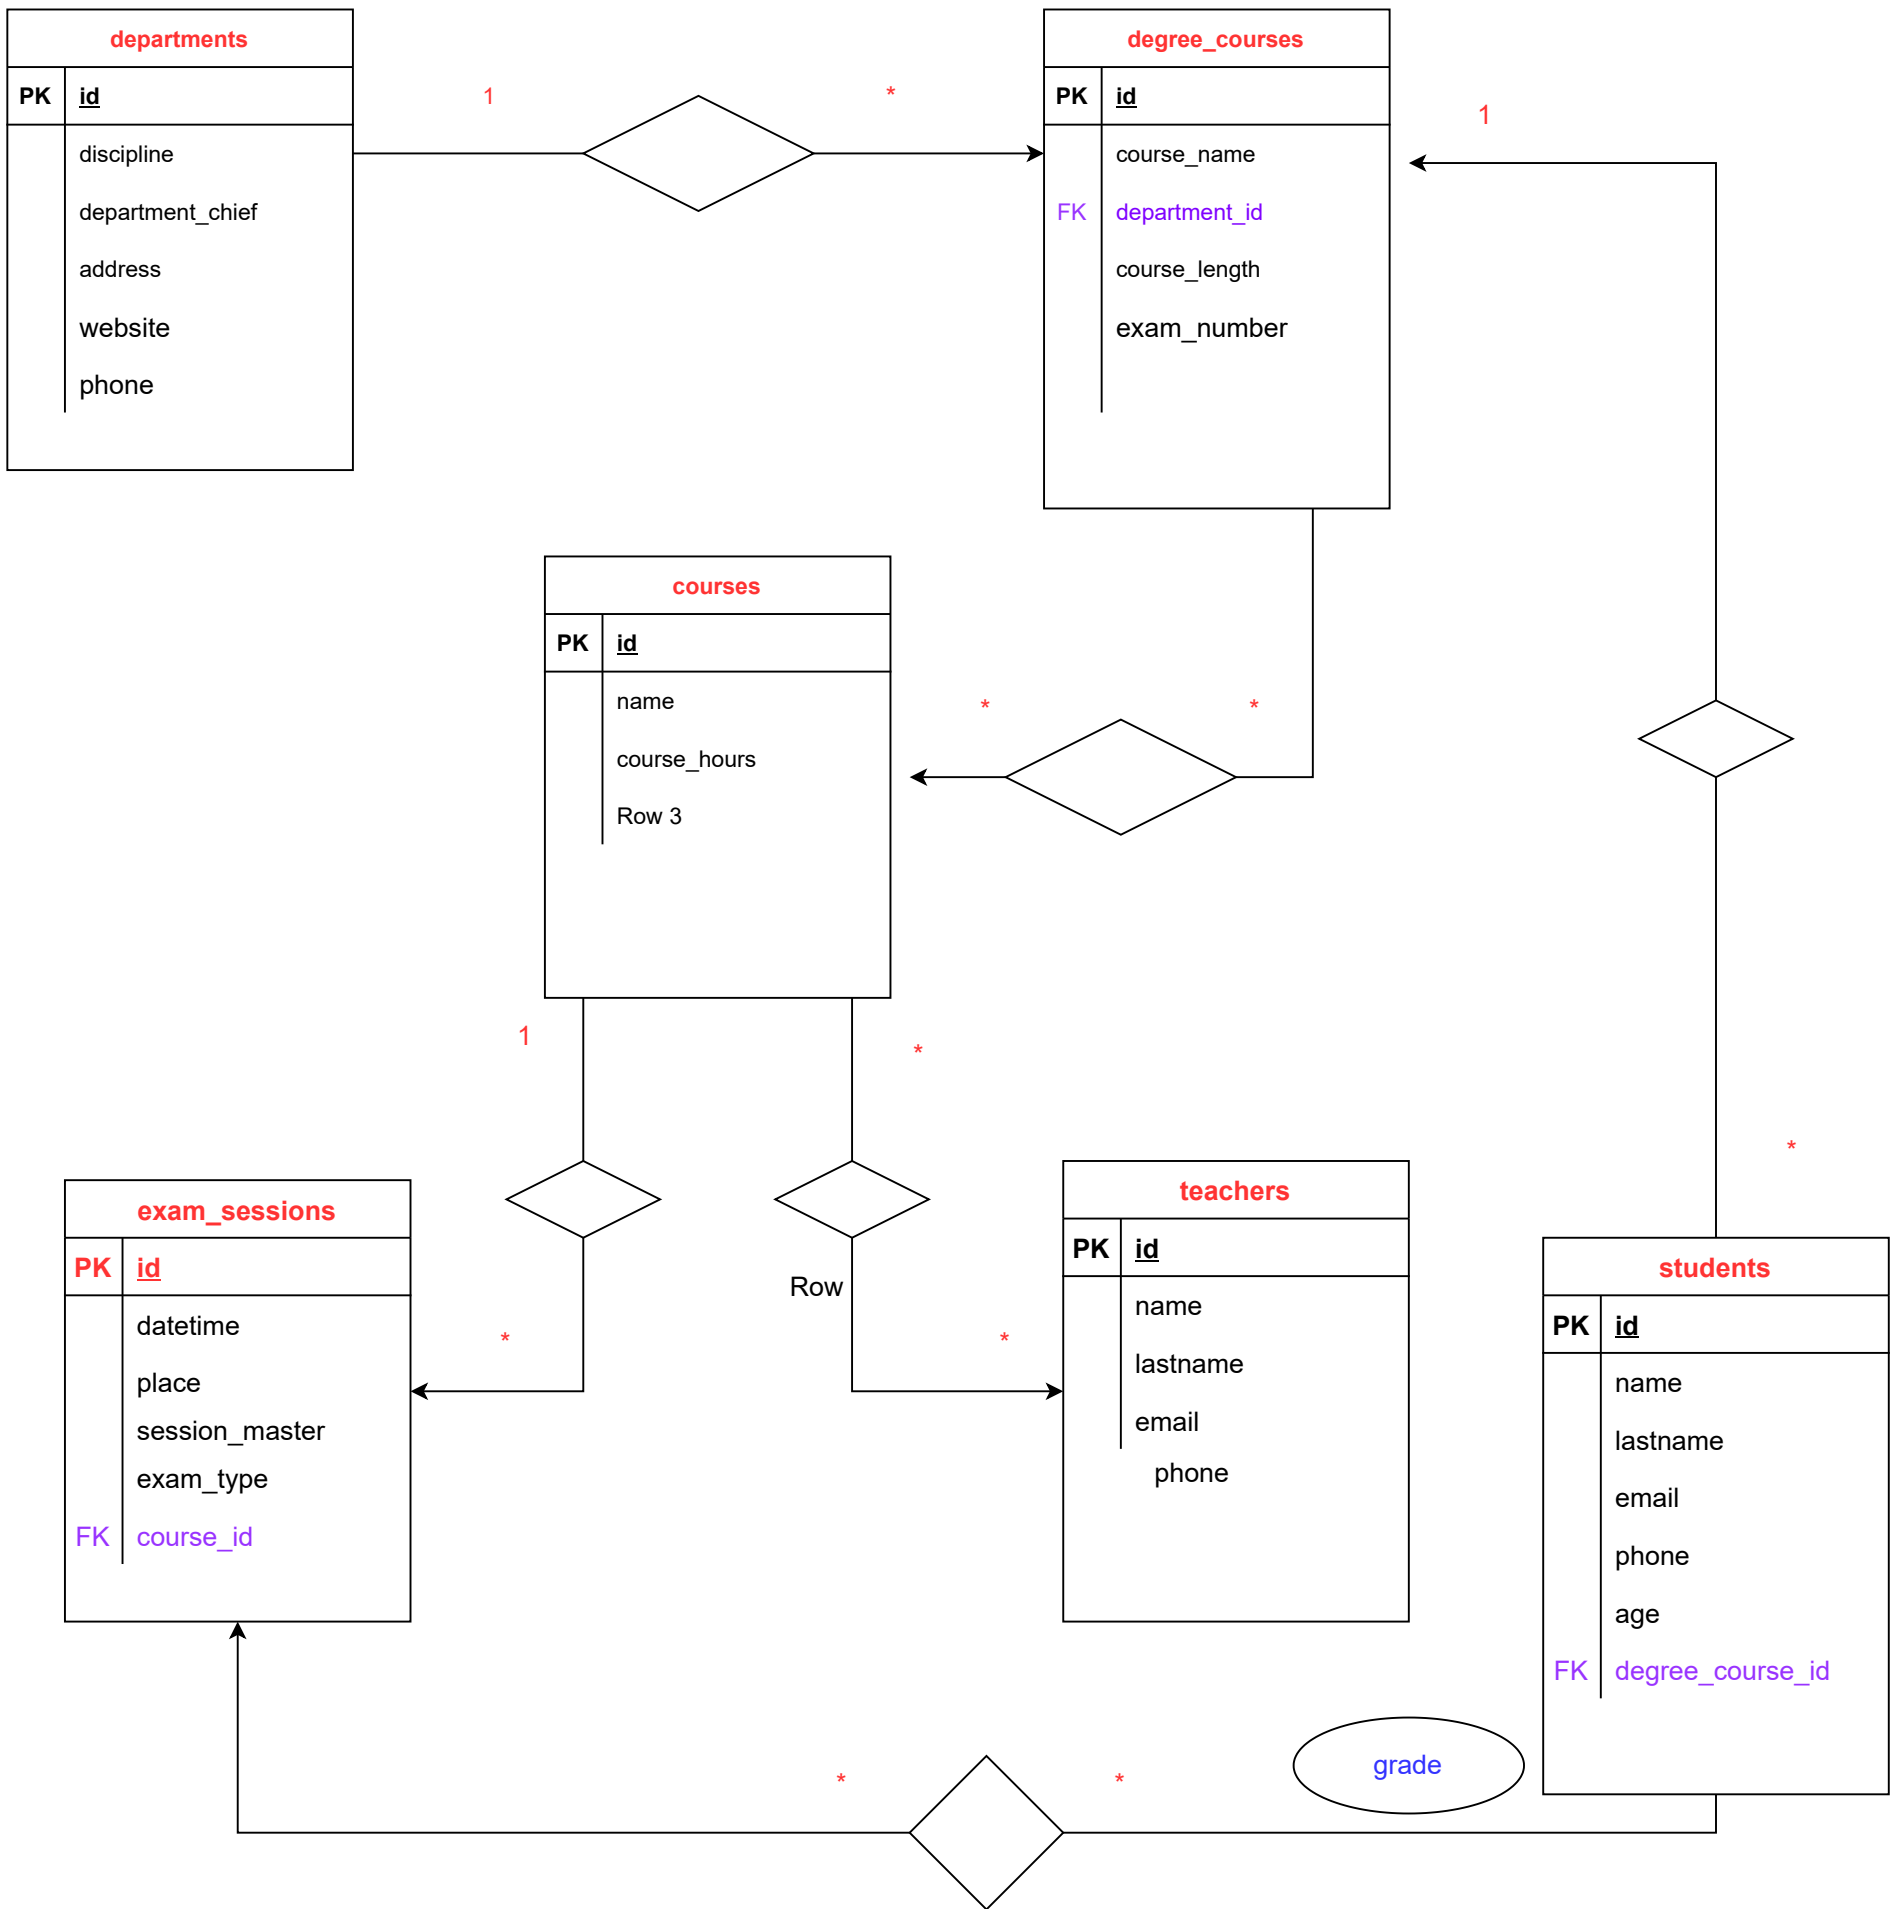 departments
PK id
discipline
department_chief
address
website
phone
1
*
degree_courses
PK id
course_name
FK department_id
course_length
exam_number
1
courses
PK id
name
course_hours
Row 3
*
*
1
*
*
exam_sessions
PK id
datetime
place
session_master
exam_type
FK course_id
*
Row
*
teachers
PK id
name
lastname
email
phone
students
PK id
name
lastname
email
phone
age
FK degree_course_id
grade
*
*